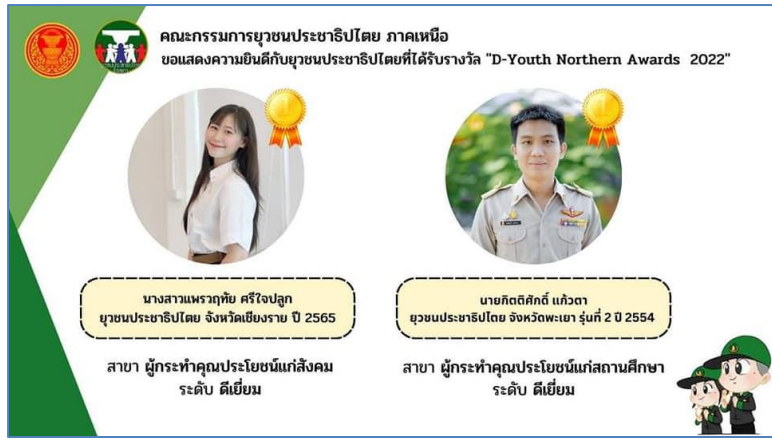 คณะกรรมการยุวชนประชาธิปไตย ภาคเหนือ
ขอแสดงความยินดีกับยุวชนประชาธิปไตยที่ได้รับรางวัล "D-Youth Northern Awards 2022"
นางสาวแพรวฤทัย ศรีใจปลูก
ยุวชนประชาธิปไตย จังหวัดเชียงราย ปี 2565
สาขา ผู้กระทำคุณประโยชน์แก่สังคม
ระดับ ดีเยี่ยม
นายกิตติศักดิ์ แก้วตา
ยุวชนประชาธิปไตย จังหวัดพะเยา รุ่นที่ 2 ปี 2554
สาขา ผู้กระทำคุณประโยชน์แก่สถานศึกษา
ระดับ ดีเยี่ยม